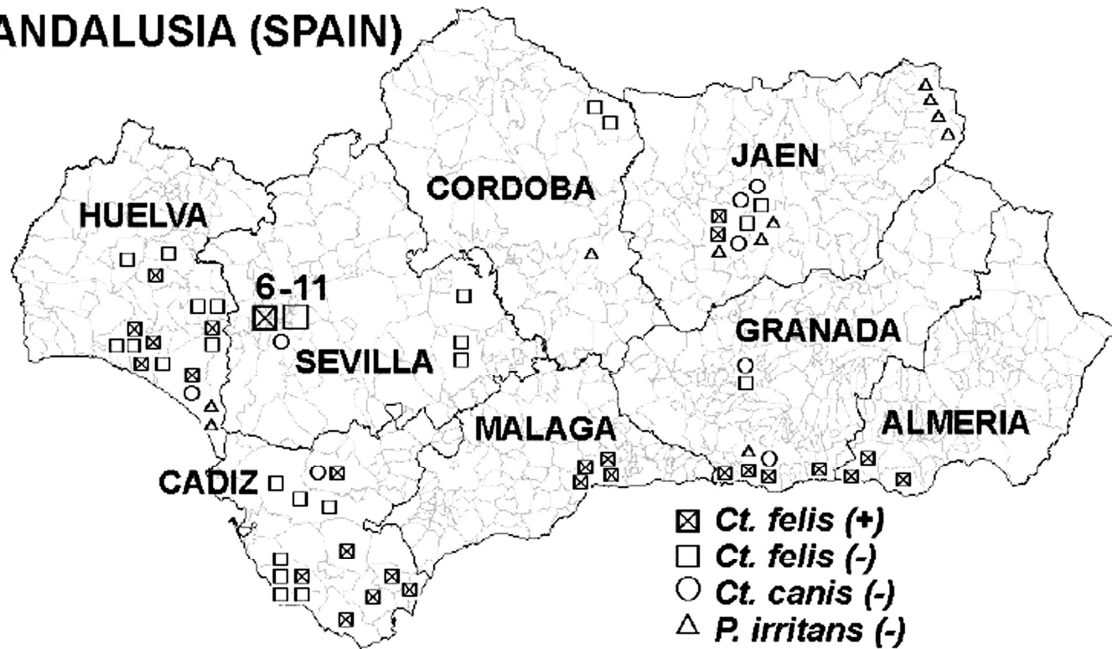 ANDALUSIA (SPAIN)
JAEN
CORDOBA
HUELVA
6-11
GRANADA
SEVILLA
ALMERIA
MALAGA
CADIZ
Ct. felis (+)
Ct. felis (-)
Ct. canis (-)
P. irritans (-)